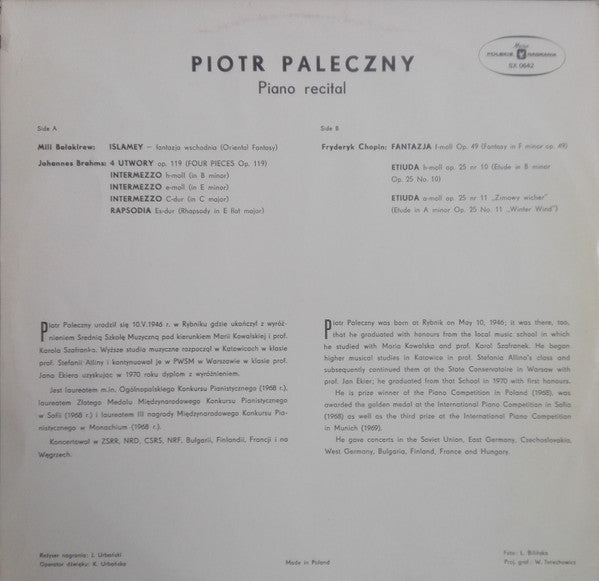 PIOTR PALECZNY
Piano recital
Muza
POLSKIE NAGRANIA
SX 0642
Side A
Mili Bałakirew: ISLAMEY — fantazja wschodnia (Oriental Fantasy)
Johannes Brahms: 4 UTWORY op. 119 (FOUR PIECES Op. 119)
INTERMEZZO h-moll (in B minor)
INTERMEZZO e-moll (in E minor)
INTERMEZZO C-dur (in C major)
RAPSODIA Es-dur (Rhapsody in E flat major)
Side B
Fryderyk Chopin: FANTAZJA f-moll Op. 49 (Fantasy in F minor op. 49)
ETIUDA h-moll op. 25 nr 10 (Etude in B minor
Op. 25 No. 10)
ETIUDA a-moll op. 25 nr 11 „Zimowy wicher"
(Etude in A minor Op. 25 No. 11 „Winter Wind")
Piotr Paleczny urodził się 10.V.1946 r. w Rybniku gdzie ukończył z wyróż-
nieniem Średnią Szkołę Muzyczną pod kierunkiem Marii Kowalskiej i prof.
Karola Szafranka. Wyższe studia muzyczne rozpoczął w Katowicach w klasie
prof. Stefanii Alliny i kontynuował je w PWSM w Warszawie w klasie prof.
Jana Ekiera uzyskując w 1970 roku dyplom z wyróżnieniem.
Jest laureatem m.in. Ogólnopolskiego Konkursu Pianistycznego (1968 r.),
laureatem Złotego Medalu Międzynarodowego Konkursu Pianistycznego
w Sofii (1968 r.) i laureatem III nagrody Międzynarodowego Konkursu Pia-
nistycznego w Monachium (1968 r.).
Koncertował w ZSRR, NRD, CSRS, NRF, Bułgarii, Finlandii, Francji i na
Węgrzech.
Piotr Paleczny was born at Rybnik on May 10, 1946; it was there, too,
that he graduated with honours from the local music school in which
he studied with Maria Kowalska and prof. Karol Szafranek. He began
higher musical studies in Katowice in prof. Stefania Allina's class and
subsequently continued them at the State Conservatoire in Warsaw with
prof. Jan Ekier; he graduated from that School in 1970 with first honours.
He is prize winner of the Piano Competition in Poland (1968), was
awarded the golden medal at the International Piano Competition in Sofia
(1968) as well as the third prize at the International Piano Competition
in Munich (1969).
He gave concerts in the Soviet Union, East Germany, Czechoslovakia,
West Germany, Bulgaria, Finland, France and Hungary.
Reżyser nagrania: J. Urbański
Operator dźwięku: K. Urbańska
Made in Poland
Foto: L. Bilińska
Proj. graf.: W. Terechowicz